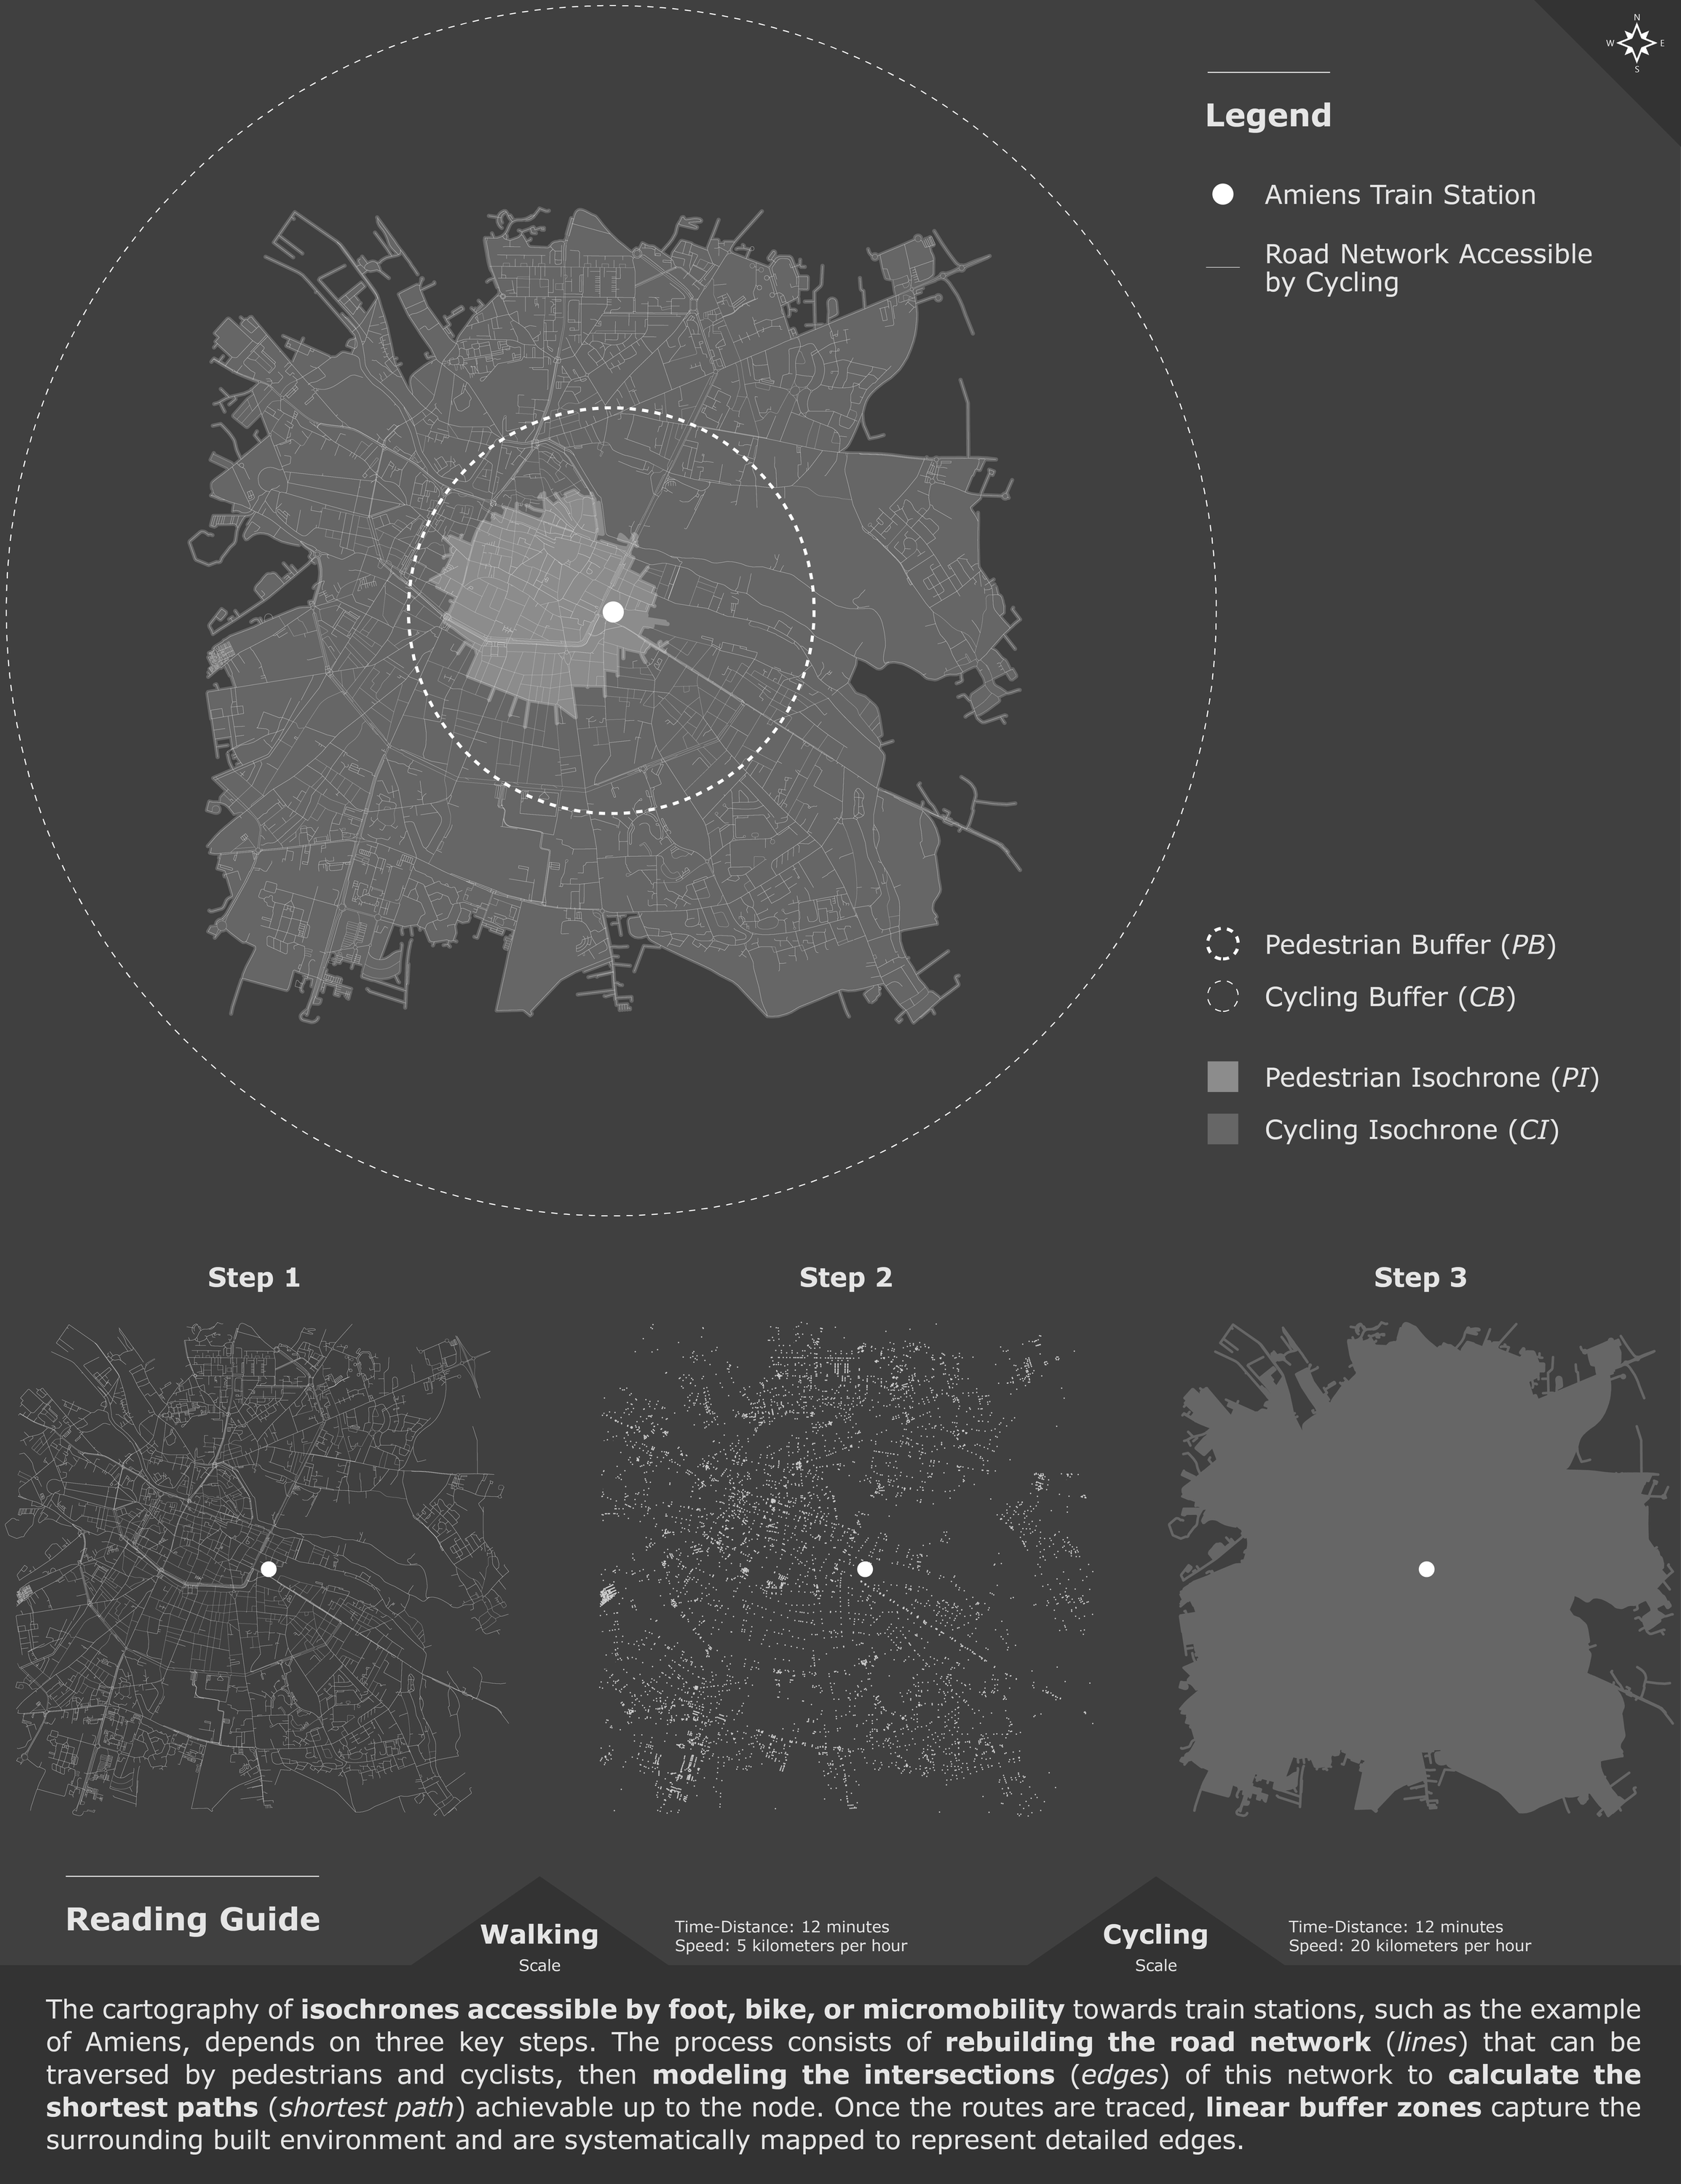 N
W E
S
Legend
Amiens Train Station
Road Network Accessible
by Cycling
Pedestrian Buffer (PB)
Cycling Buffer (CB)
Pedestrian Isochrone (PI)
Cycling Isochrone (CI)
Step 1
Step 2
Step 3
Reading Guide
Walking
Scale
Time-Distance: 12 minutes
Speed: 5 kilometers per hour
Cycling
Scale
Time-Distance: 12 minutes
Speed: 20 kilometers per hour
The cartography of isochrones accessible by foot, bike, or micromobility towards train stations, such as the example
of Amiens, depends on three key steps. The process consists of rebuilding the road network (lines) that can be
traversed by pedestrians and cyclists, then modeling the intersections (edges) of this network to calculate the
shortest paths (shortest path) achievable up to the node. Once the routes are traced, linear buffer zones capture the
surrounding built environment and are systematically mapped to represent detailed edges.